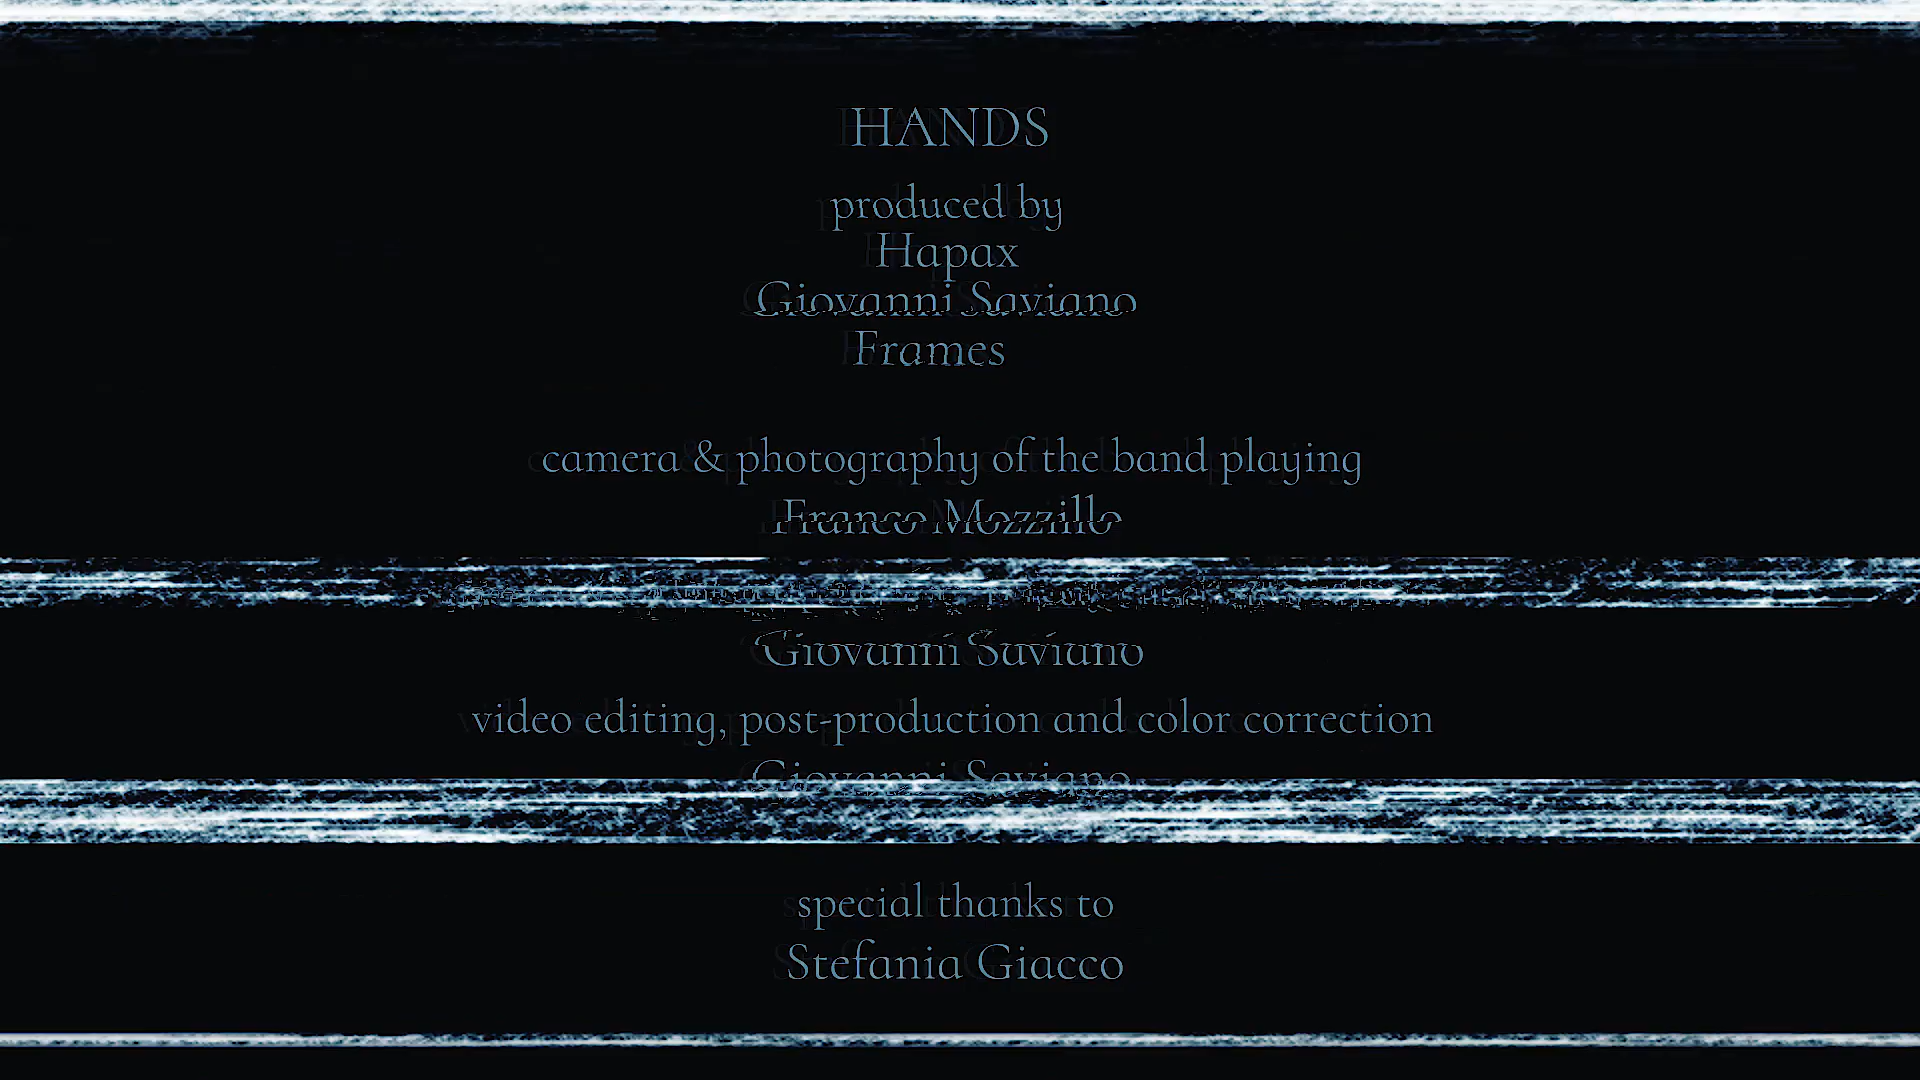 HANDS
produced by
Hapax
Giovanni Saviano
Frames
camera & photography of the band playing
Franco Mozzillo
Giovanni Saviano
video editing, post-production and color correction
Giovanni Saviano
special thanks to
Stefania Giacco